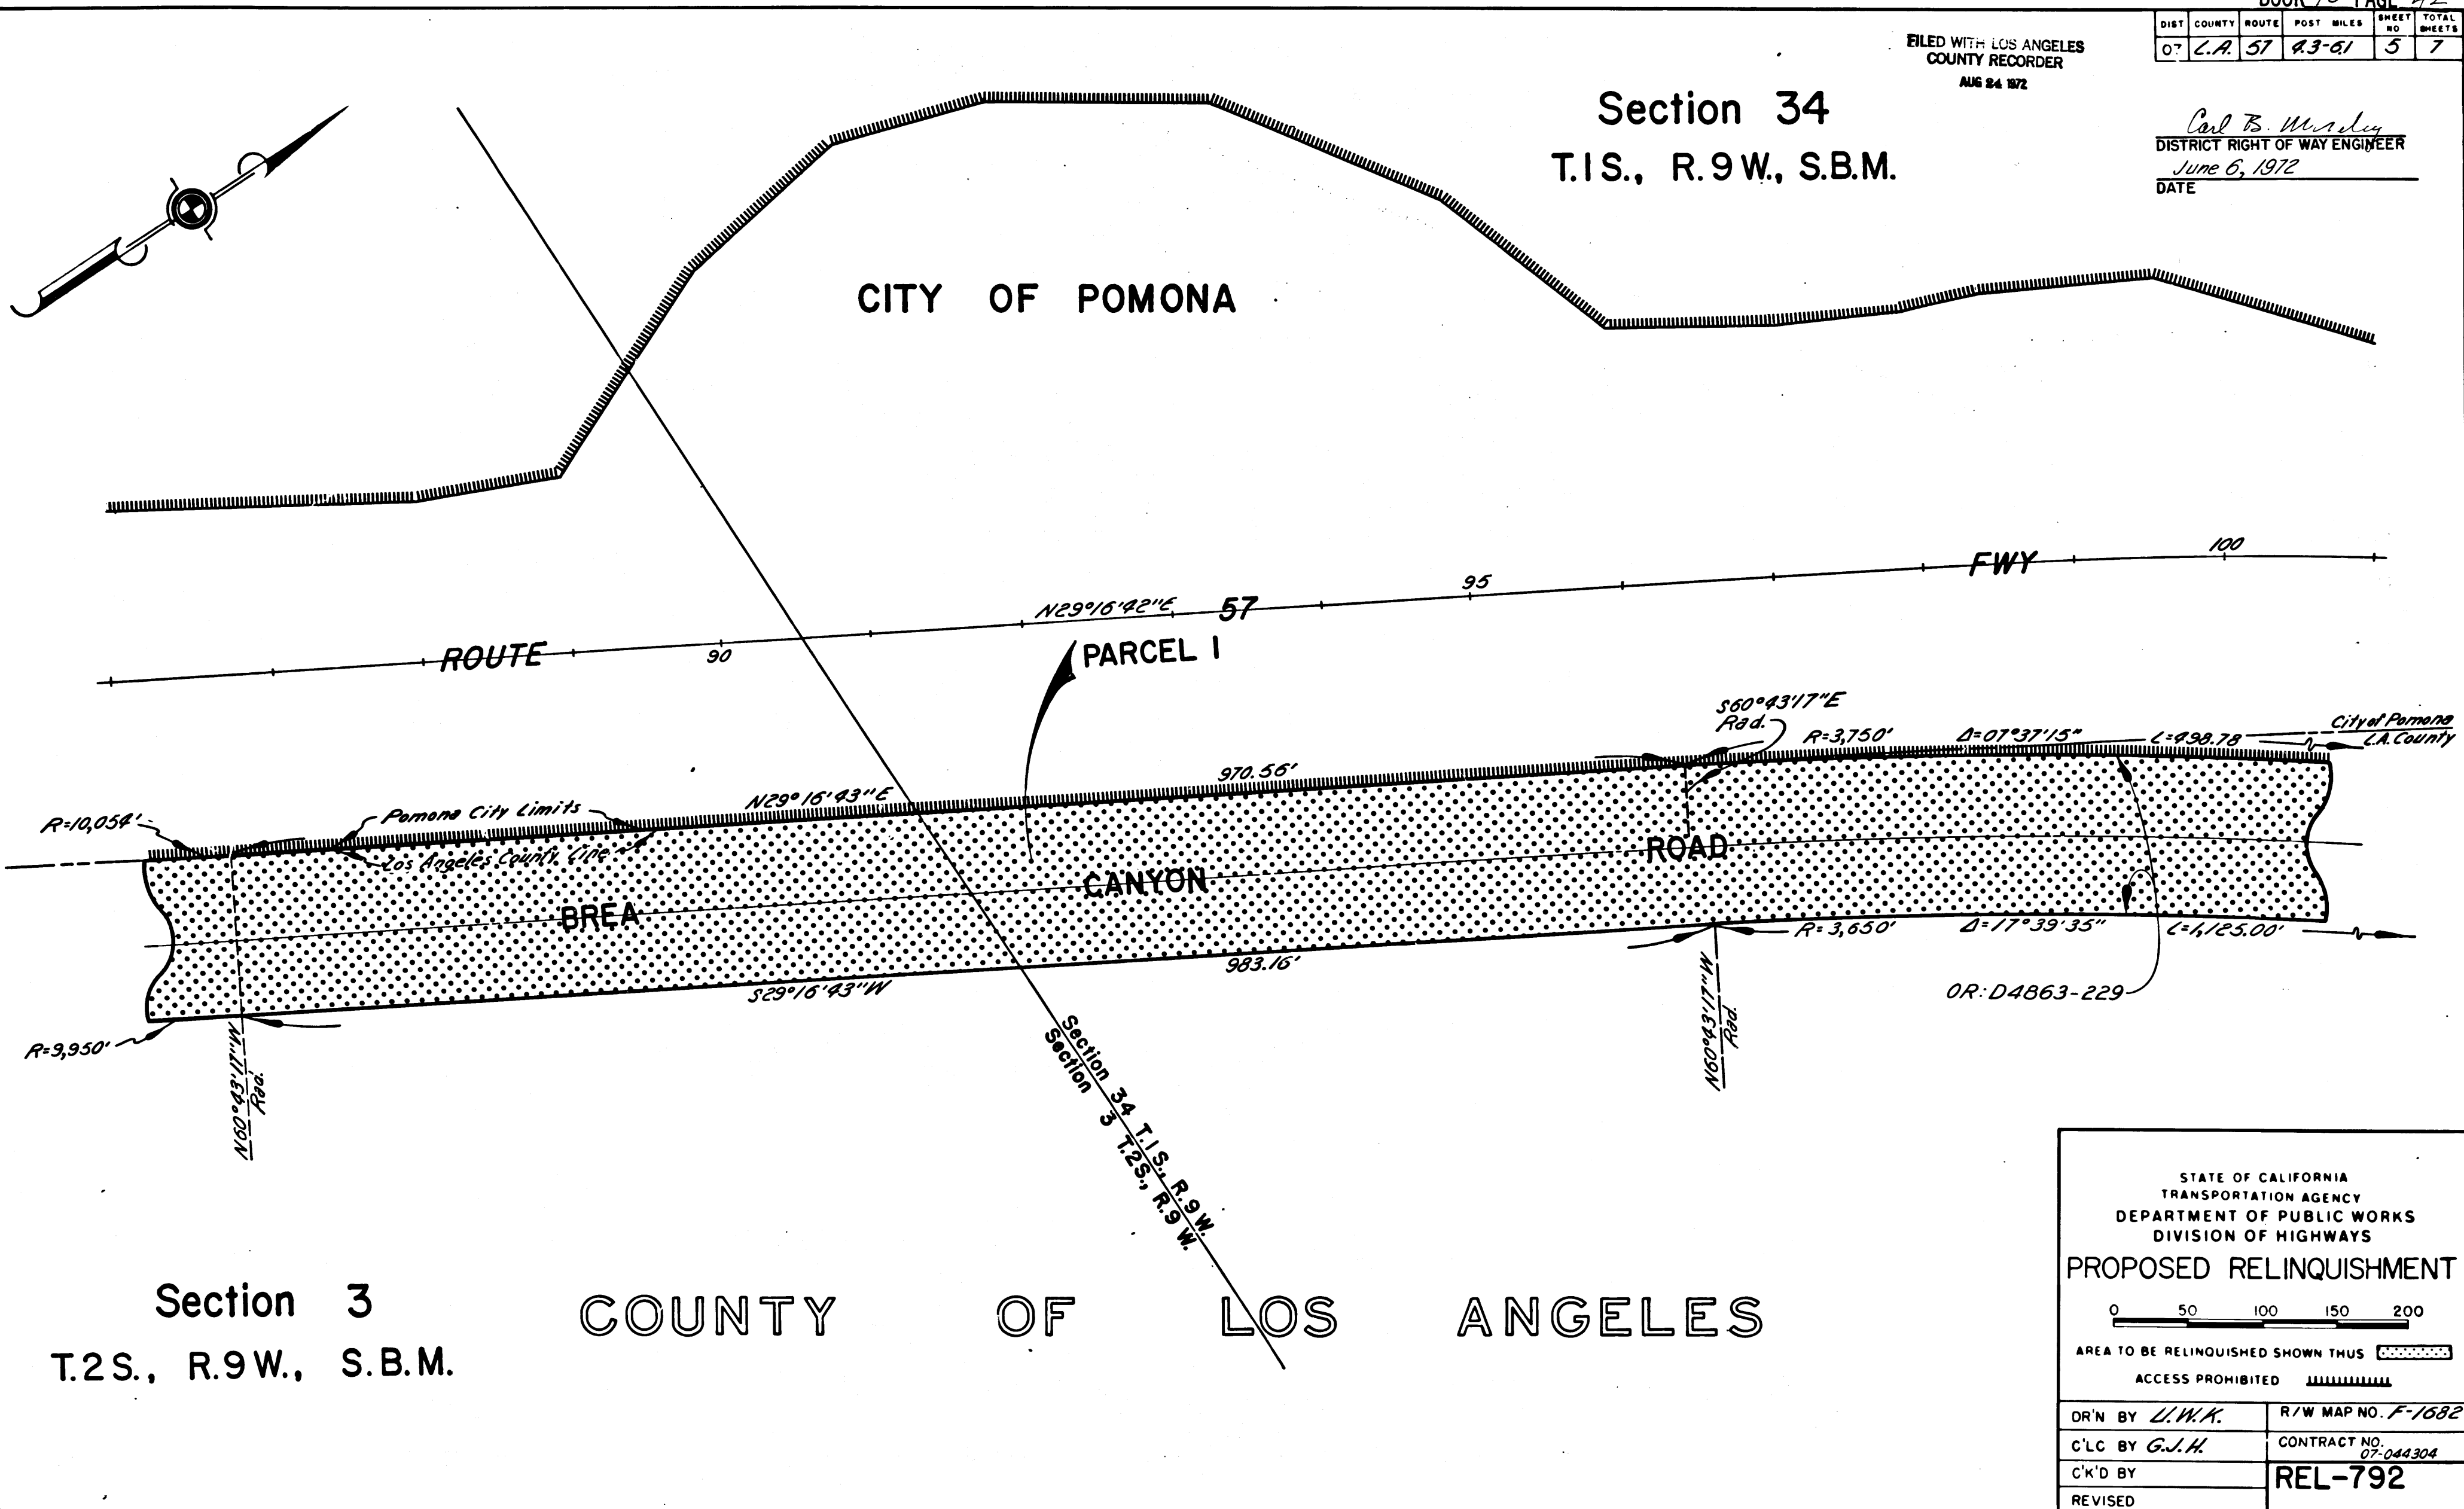 PAGE
DIST COUNTY ROUTE POST MILES SHEET NO TOTAL SHEETS
07 L.A. 57 4.3-6.1 5 7
FILED WITH LOS ANGELES
COUNTY RECORDER
AUG 24 1972
Carl B.
DISTRICT RIGHT OF WAY ENGINEER
June 6, 1972
DATE
Section 34
T.1S., R.9W., S.B.M.
CITY OF POMONA
ROUTE 90 N29°16'42"E 57 95 FWY 100
PARCEL 1
S60°43'17"E
Rad.
R=3,750' Δ=07°37'15" L=498.78
City of Pomona
L.A. County
R=10,054'
Pomona City Limits
Los Angeles County Line
N29°16'43"E
970.56'
BREA CANYON ROAD
R=9,950'
N60°43'17"W
Rad.
S29°16'43"W
983.16'
N60°43'17"W
Rad.
R=3,650' Δ=17°39'35" L=1,125.00'
OR: D4863-229
Section 34 T.1S., R.9W.
Section 3 T.2S., R.9W.
Section 3
T.2S., R.9W., S.B.M.
COUNTY OF LOS ANGELES
STATE OF CALIFORNIA
TRANSPORTATION AGENCY
DEPARTMENT OF PUBLIC WORKS
DIVISION OF HIGHWAYS
PROPOSED RELINQUISHMENT
0 50 100 150 200
AREA TO BE RELINQUISHED SHOWN THUS
ACCESS PROHIBITED
DR'N BY U.W.K.
R/W MAP NO. F-1682
C'LC BY G.J.H.
CONTRACT NO.
07-044304
C'K'D BY
REL-792
REVISED